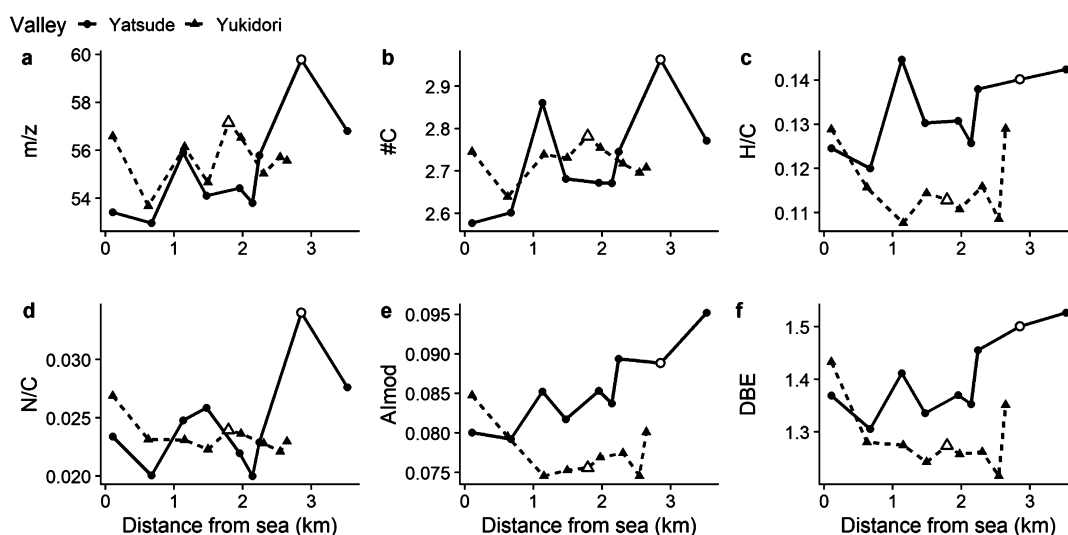 Valley Yatsude Yukidori
a
60
58
56
54
m/z
0 1 2 3
b
2.9
2.8
2.7
2.6
#C
0 1 2 3
c
0.14
0.13
0.12
0.11
H/C
0 1 2 3
d
0.030
0.025
0.020
N/C
0 1 2 3
Distance from sea (km)
e
0.095
0.090
0.085
0.080
0.075
AImod
0 1 2 3
Distance from sea (km)
f
1.5
1.4
1.3
DBE
0 1 2 3
Distance from sea (km)